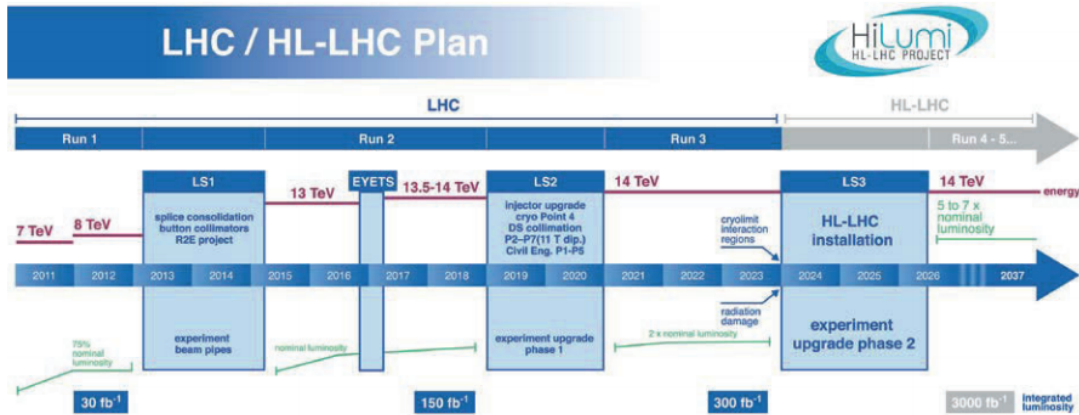 LHC / HL-LHC Plan
HiLumi
HL-LHC PROJECT
LHC
HL-LHC
Run 1
Run 2
Run 3
Run 4 - 5...
LS1
EYETS
LS2
LS3
7 TeV
8 TeV
13 TeV
13.5-14 TeV
14 TeV
14 TeV
energy
splice consolidation
button collimators
R2E project
injector upgrade
cryo Point 4
DS collimation
P2-P7(11 T dip.)
Civil Eng. P1-P5
cryolimit
interaction
regions
HL-LHC
installation
5 to 7 x
nominal
luminosity
2011 2012 2013 2014 2015 2016 2017 2018 2019 2020 2021 2022 2023 2024 2025 2026 2037
75%
nominal
luminosity
experiment
beam pipes
nominal luminosity
experiment upgrade
phase 1
2 x nominal luminosity
radiation
damage
experiment
upgrade phase 2
30 fb-1
150 fb-1
300 fb-1
3000 fb-1
integrated
luminosity